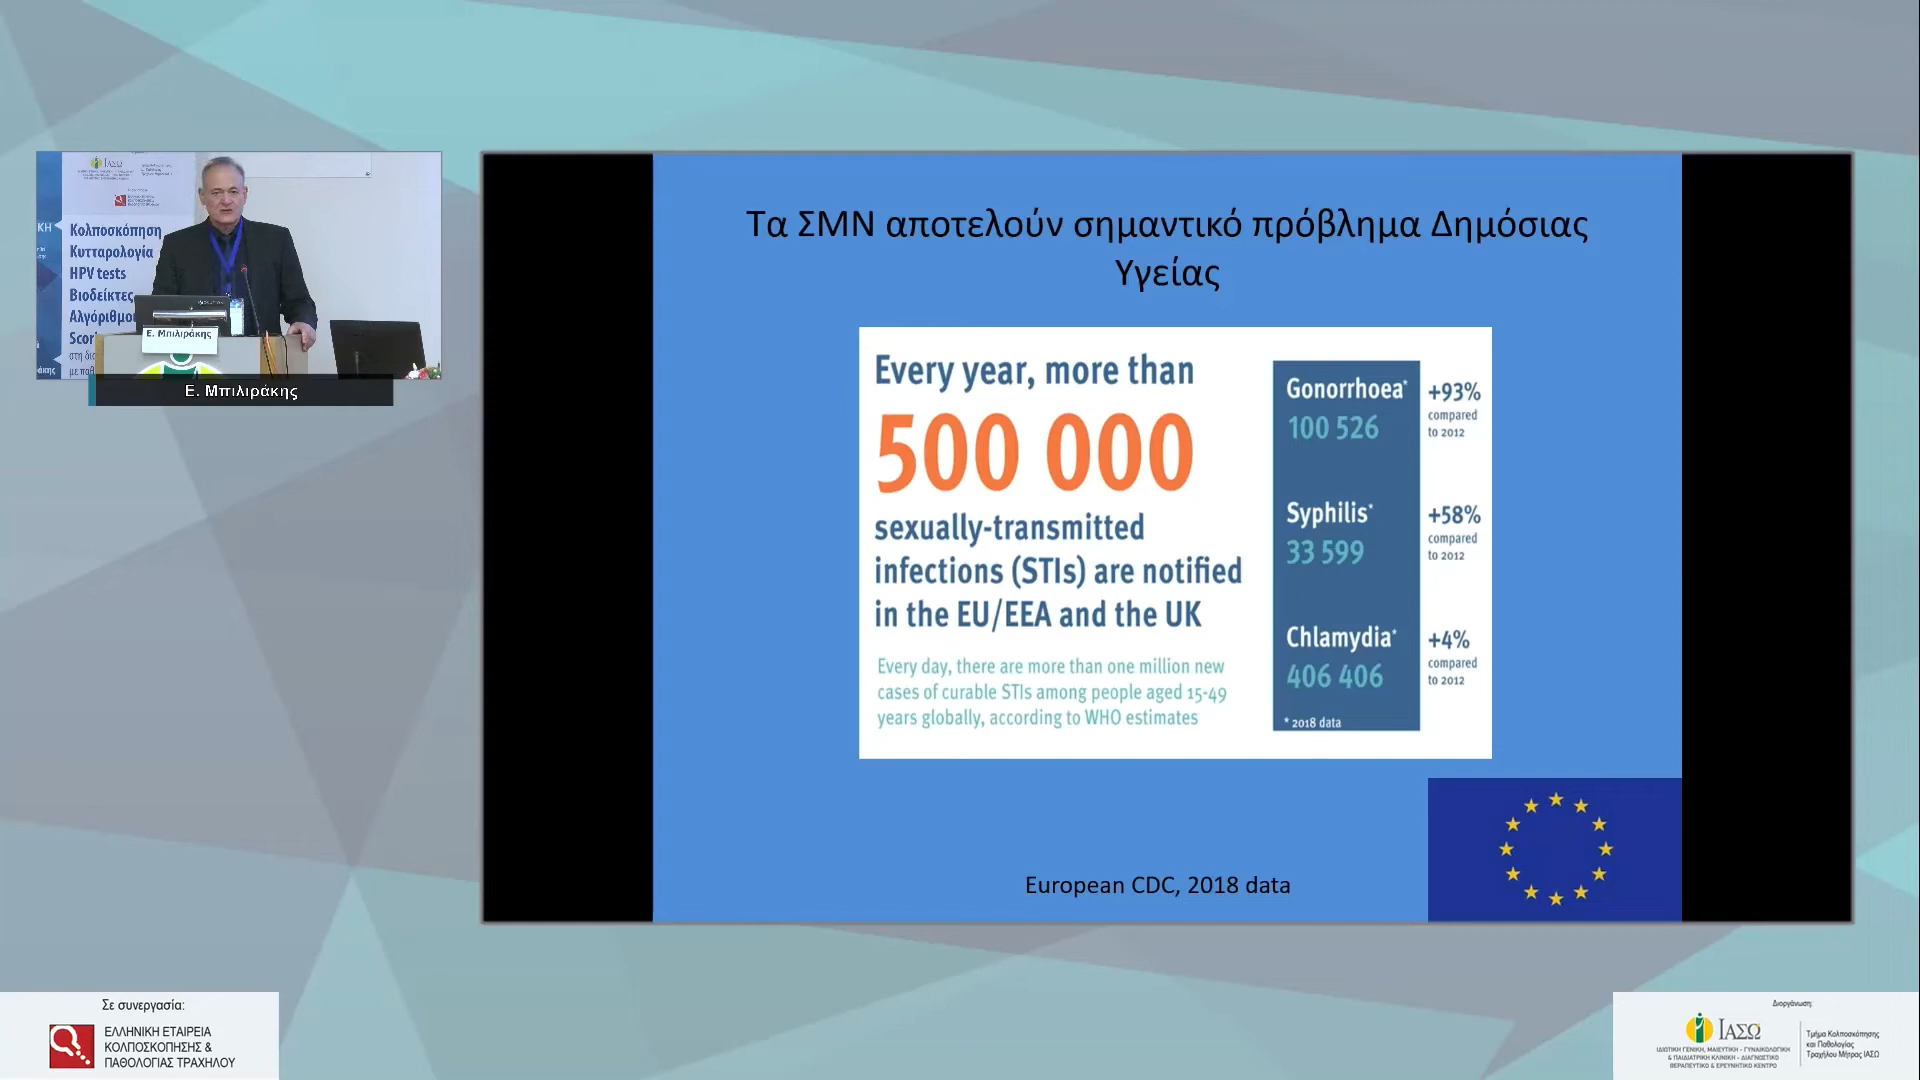 ΙΑΣΩ
Κολποσκόπηση
Κυτταρολογία
HPV tests
Βιοδείκτες
Ε. Μπιλιράκης
Ε. Μπιλιράκης
Τα ΣΜΝ αποτελούν σημαντικό πρόβλημα Δημόσιας
Υγείας
Every year, more than
500 000
sexually-transmitted
infections (STIs) are notified
in the EU/EEA and the UK
Every day, there are more than one million new
cases of curable STIs among people aged 15-49
years globally, according to WHO estimates
Gonorrhoea*
100 526
+93%
compared
to 2012
Syphilis*
33 599
+58%
compared
to 2012
Chlamydia*
406 406
+4%
compared
to 2012
* 2018 data
European CDC, 2018 data
Σε συνεργασία:
ΕΛΛΗΝΙΚΗ ΕΤΑΙΡΕΙΑ
ΚΟΛΠΟΣΚΟΠΗΣΗΣ &
ΠΑΘΟΛΟΓΙΑΣ ΤΡΑΧΗΛΟΥ
Διοργάνωση:
ΙΑΣΩ
ΙΔΙΩΤΙΚΗ ΓΕΝΙΚΗ, ΜΑΙΕΥΤΙΚΗ - ΓΥΝΑΙΚΟΛΟΓΙΚΗ
& ΠΑΙΔΙΑΤΡΙΚΗ ΚΛΙΝΙΚΗ - ΔΙΑΓΝΩΣΤΙΚΟ
ΘΕΡΑΠΕΥΤΙΚΟ & ΕΡΕΥΝΗΤΙΚΟ ΚΕΝΤΡΟ
Τμήμα Κολποσκόπησης
και Παθολογίας
Τραχήλου Μήτρας ΙΑΣΩ